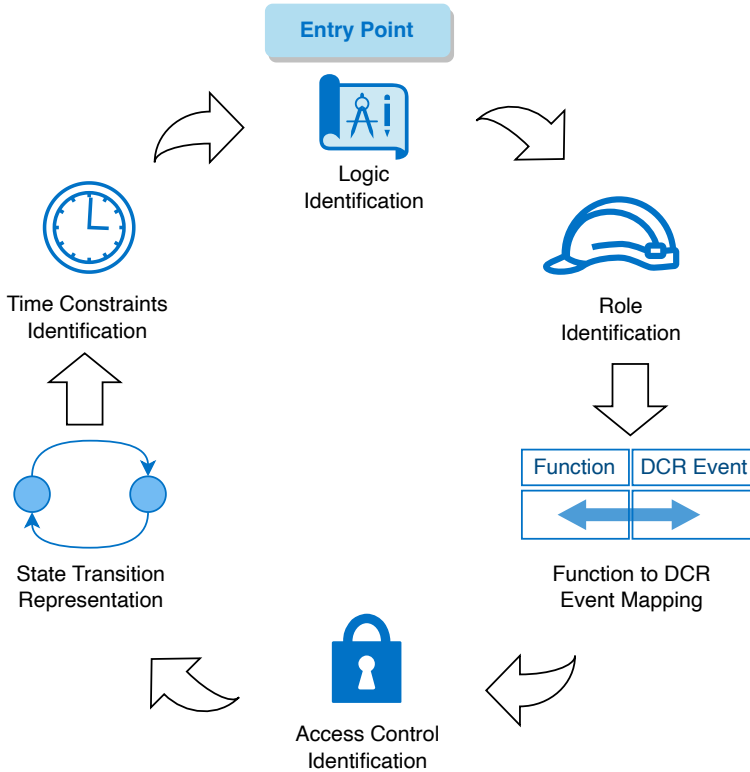 Entry Point
Logic
Identification
Role
Identification
Function
DCR Event
Function to DCR
Event Mapping
Access Control
Identification
State Transition
Representation
Time Constraints
Identification